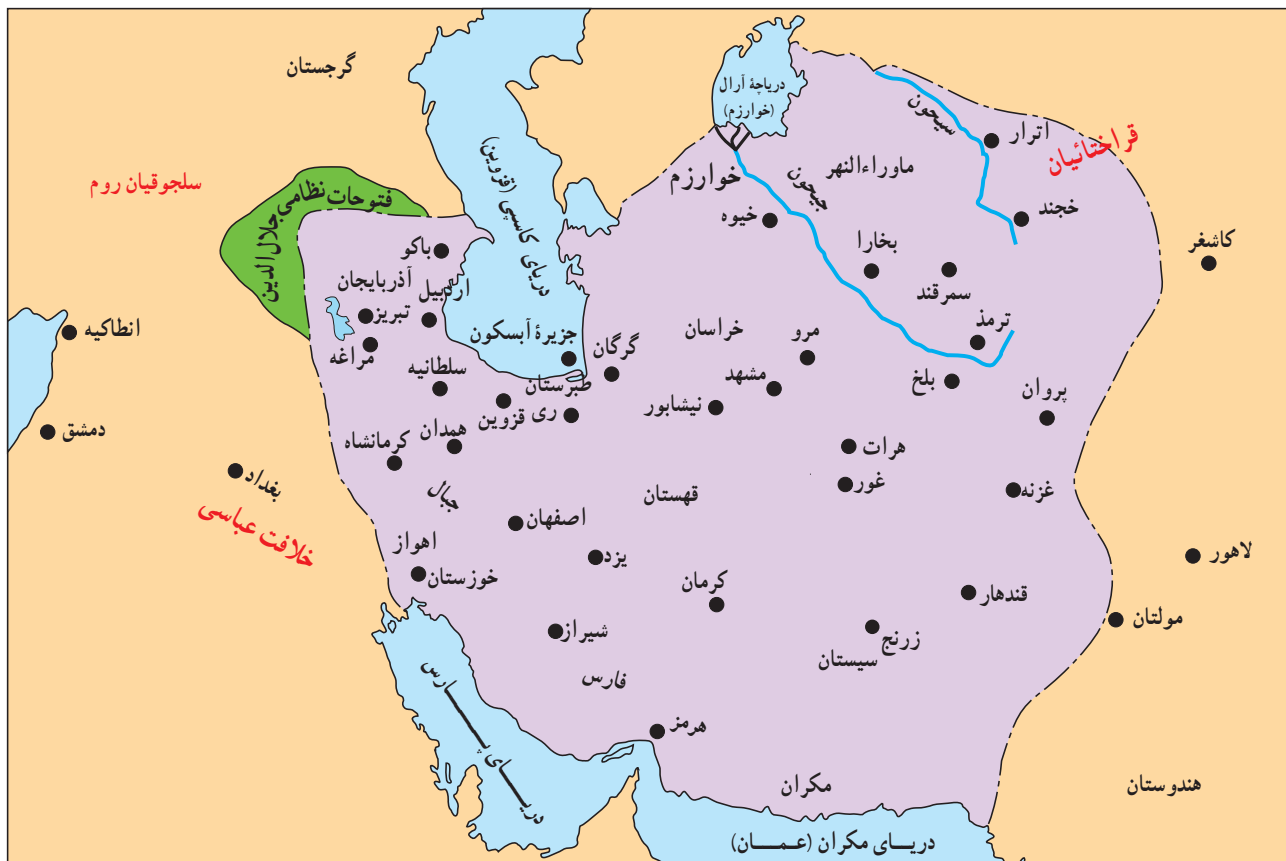 گرجستان
دریاچۀ آرال
(خوارزم)
سیحون
اترار
قراختائیان
ماوراءالنهر
دریای کاسپی (قزوین)
سلجوقیان روم
فتوحات نظامی
جلال‌الدین
خوارزم
جیحون
خیوه
خجند
کاشغر
باکو
بخارا
سمرقند
آذربایجان
اردبیل
تبریز
انطاکیه
مراغه
جزیرۀ آبسکون
گرگان
خراسان
مرو
ترمذ
سلطانیه
طبرستان
مشهد
بلخ
پروان
قزوین
ری
نیشابور
دمشق
همدان
کرمانشاه
هرات
بغداد
جبال
قهستان
غور
غزنه
خلافت عباسی
اصفهان
یزد
لاهور
اهواز
خوزستان
کرمان
قندهار
مولتان
شیراز
زرنج
سیستان
فارس
دریای پارس
هرمز
مکران
هندوستان
دریای مکران (عمان)